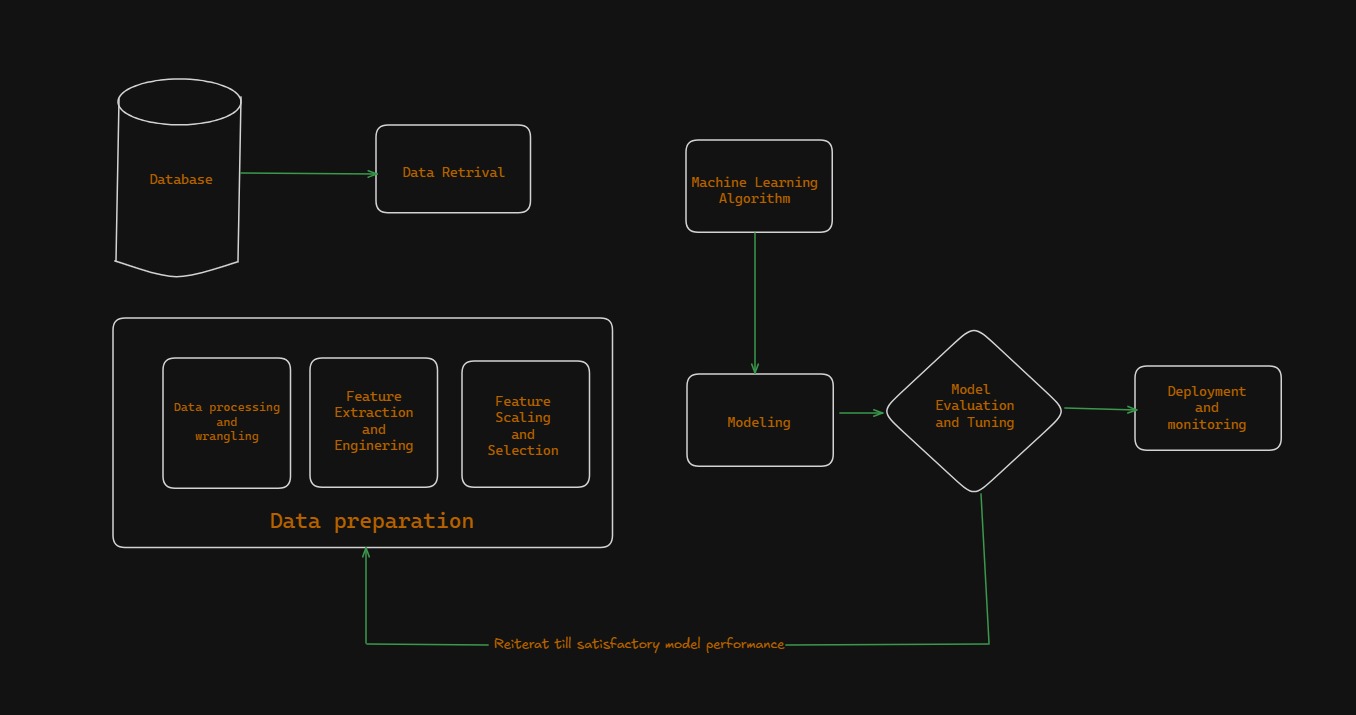 Database
Data Retrival
Machine Learning
Algorithm
Data processing
and
wrangling
Feature
Extraction
and
Enginering
Feature
Scaling
and
Selection
Data preparation
Modeling
Model
Evaluation
and Tuning
Deployment
and
monitoring
Reiterat till satisfactory model performance